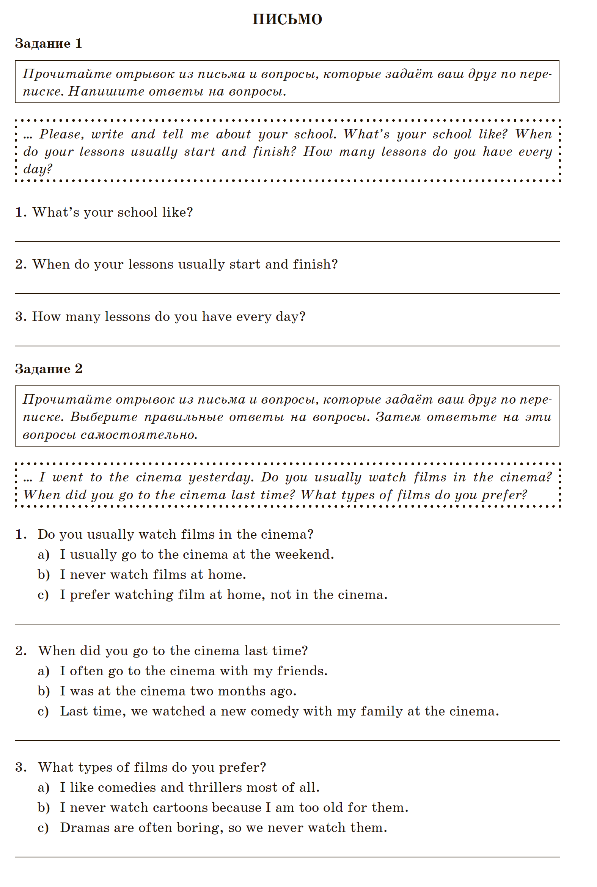 ПИСЬМО
Задание 1
Прочитайте отрывок из письма и вопросы, которые задаёт ваш друг по пере-
писке. Напишите ответы на вопросы.
... Please, write and tell me about your school. What's your school like? When
do your lessons usually start and finish? How many lessons do you have every
day?
1. What's your school like?
2. When do your lessons usually start and finish?
3. How many lessons do you have every day?
Задание 2
Прочитайте отрывок из письма и вопросы, которые задаёт ваш друг по пере-
писке. Выберите правильные ответы на вопросы. Затем ответьте на эти
вопросы самостоятельно.
... I went to the cinema yesterday. Do you usually watch films in the cinema?
When did you go to the cinema last time? What types of films do you prefer?
1. Do you usually watch films in the cinema?
a) I usually go to the cinema at the weekend.
b) I never watch films at home.
c) I prefer watching film at home, not in the cinema.
2. When did you go to the cinema last time?
a) I often go to the cinema with my friends.
b) I was at the cinema two months ago.
c) Last time, we watched a new comedy with my family at the cinema.
3. What types of films do you prefer?
a) I like comedies and thrillers most of all.
b) I never watch cartoons because I am too old for them.
c) Dramas are often boring, so we never watch them.